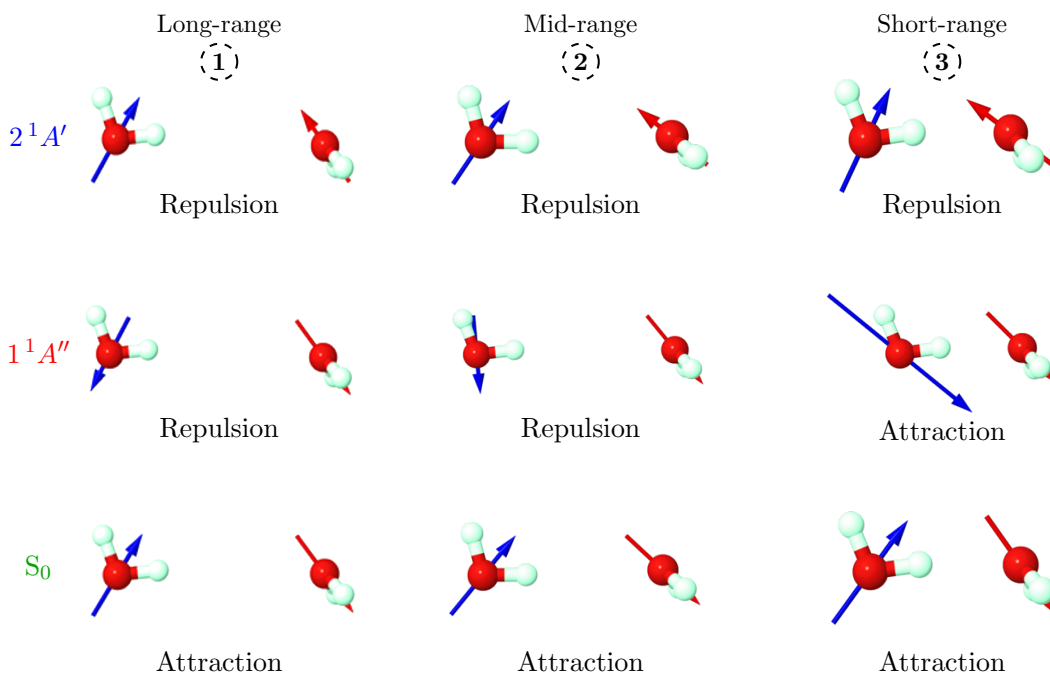 Long-range Mid-range Short-range
1 2 3
2 ¹A′
Repulsion Repulsion Repulsion
1 ¹A″
Repulsion Repulsion Attraction
S₀
Attraction Attraction Attraction